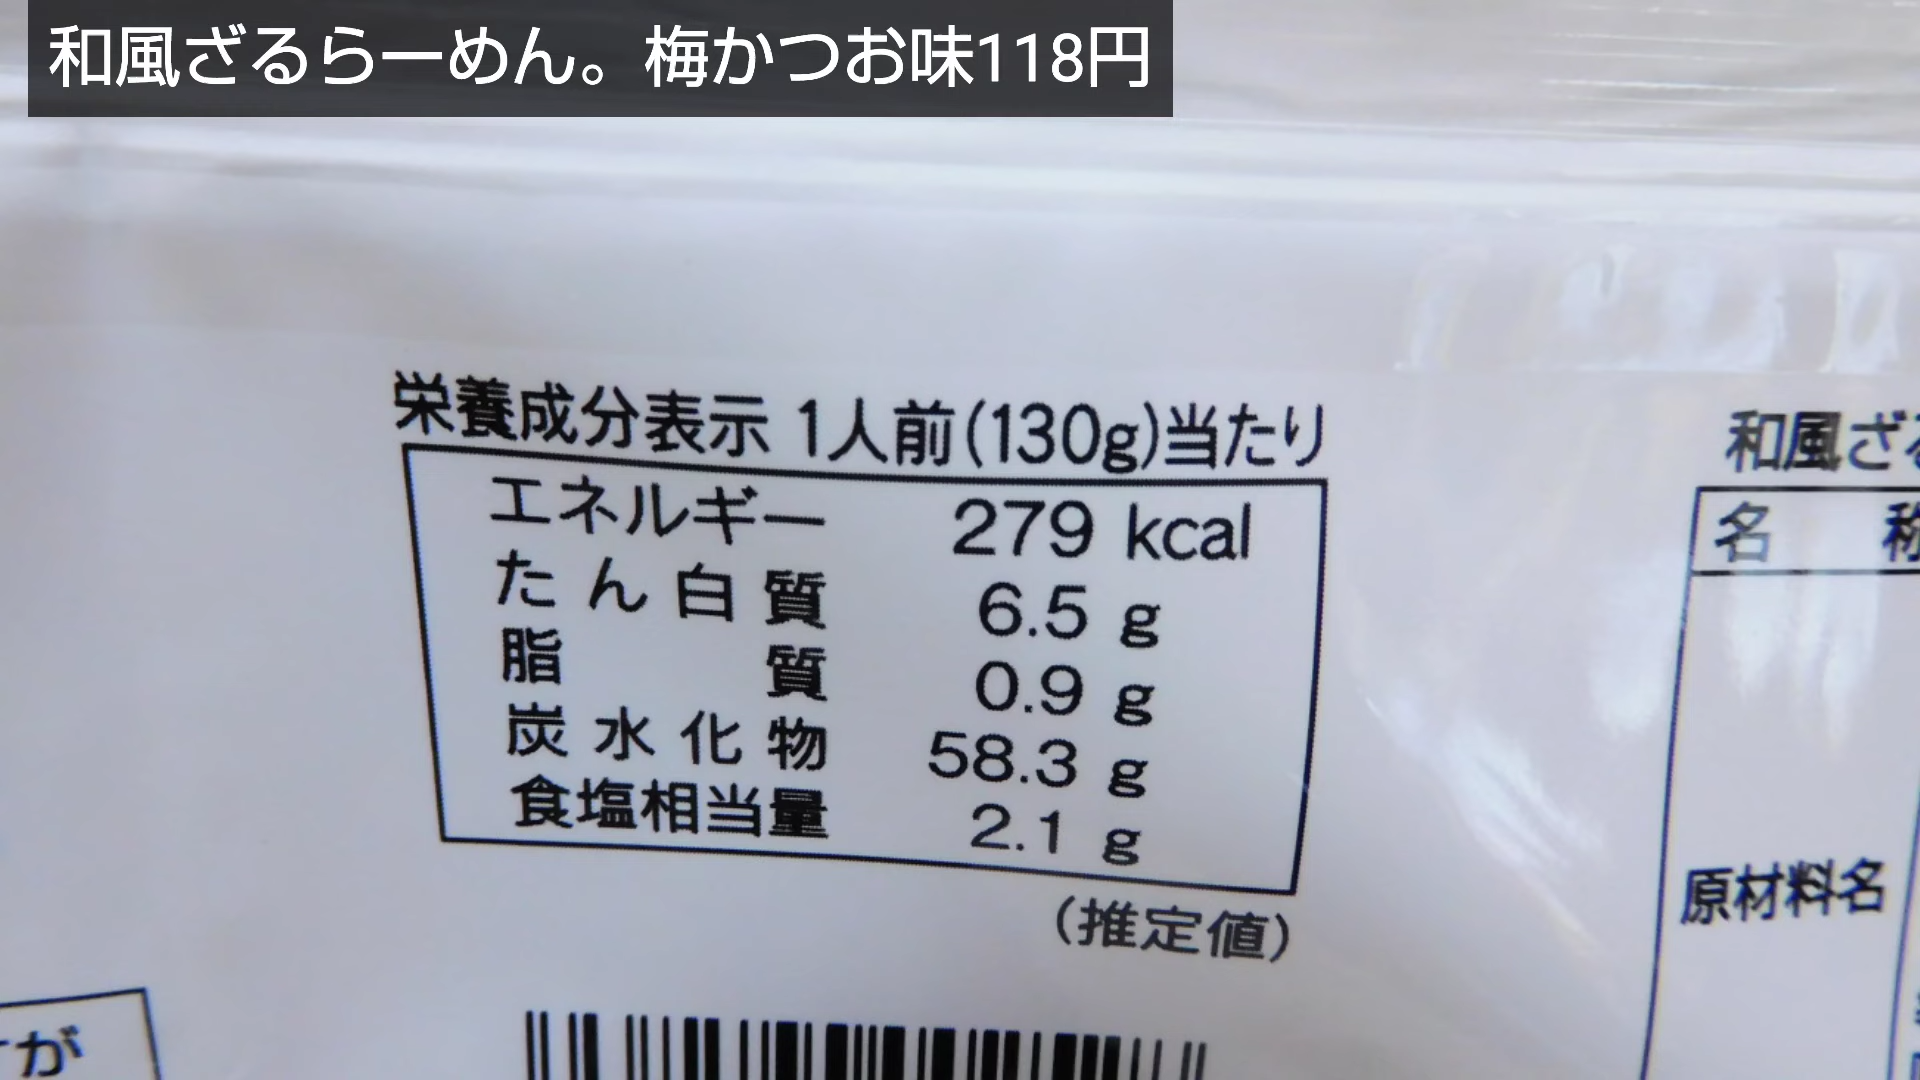 和風ざるらーめん。梅かつお味118円
栄養成分表示 1人前(130g)当たり
エネルギー 279 kcal
たん白質 6.5 g
脂質 0.9 g
炭水化物 58.3 g
食塩相当量 2.1 g
(推定値)
和風ざる
名称
原材料名
が